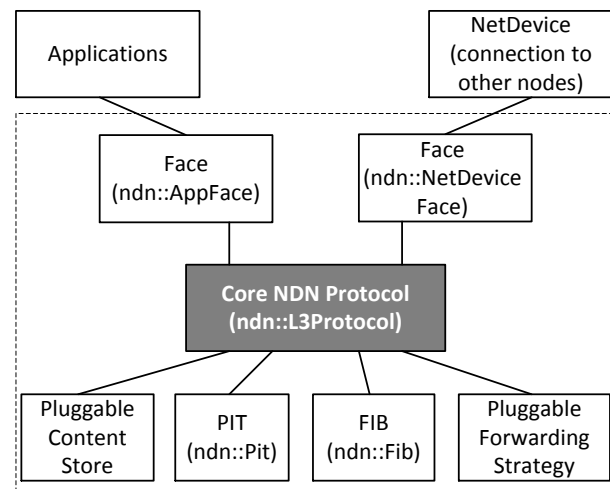 Applications
NetDevice
(connection to
other nodes)
Face
(ndn::AppFace)
Face
(ndn::NetDevice
Face)
Core NDN Protocol
(ndn::L3Protocol)
Pluggable
Content
Store
PIT
(ndn::Pit)
FIB
(ndn::Fib)
Pluggable
Forwarding
Strategy